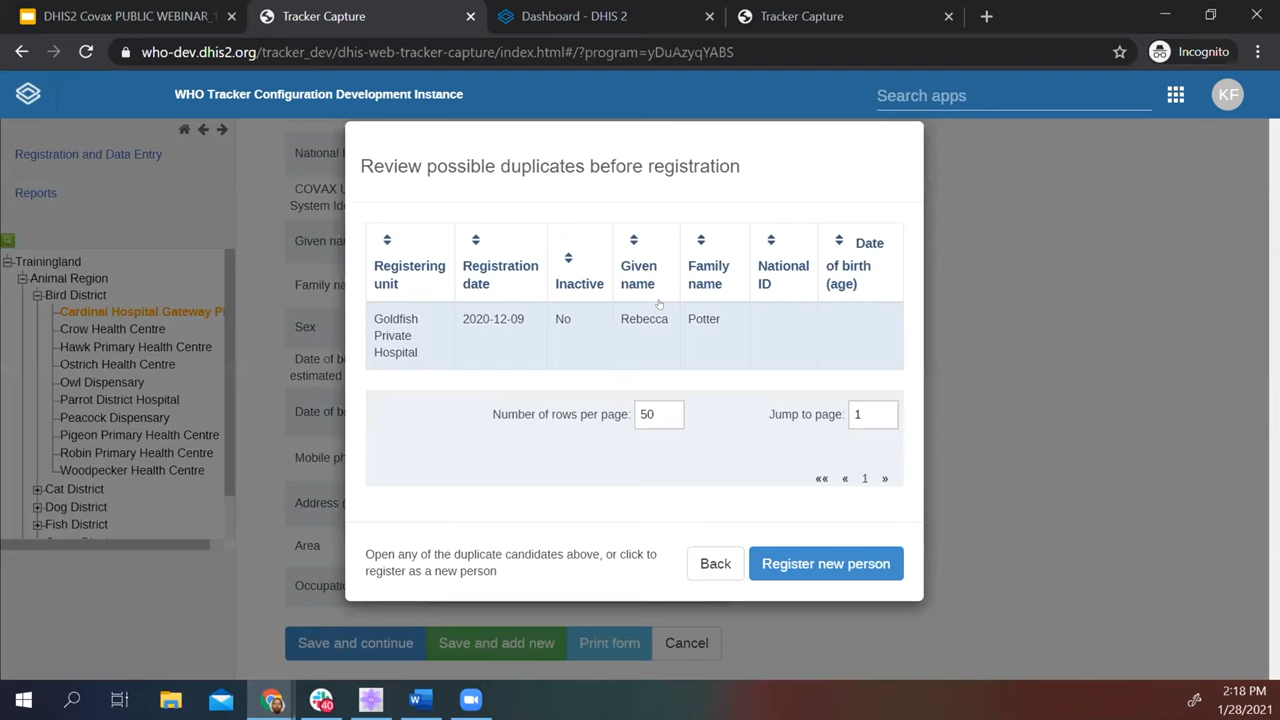 DHIS2 Covax PUBLIC WEBINAR_1
Tracker Capture
Dashboard - DHIS 2
Tracker Capture
who-dev.dhis2.org/tracker_dev/dhis-web-tracker-capture/index.html#/?program=yDuAzyqYABS
Incognito
WHO Tracker Configuration Development Instance
Search apps
KF
Registration and Data Entry
Reports
Trainingland
Animal Region
Bird District
Cardinal Hospital Gateway P
Crow Health Centre
Hawk Primary Health Centre
Ostrich Health Centre
Owl Dispensary
Parrot District Hospital
Peacock Dispensary
Pigeon Primary Health Centre
Robin Primary Health Centre
Woodpecker Health Centre
Cat District
Dog District
Fish District
National I
COVAX U
System Ide
Given nam
Family na
Sex
Date of bi
estimated
Date of bi
Mobile ph
Address (
Area
Occupatio
Review possible duplicates before registration
Registering unit
Registration date
Inactive
Given name
Family name
National ID
Date of birth (age)
Goldfish Private Hospital
2020-12-09
No
Rebecca
Potter
Number of rows per page: 50
Jump to page: 1
«« « 1 »
Open any of the duplicate candidates above, or click to
register as a new person
Back
Register new person
Save and continue
Save and add new
Print form
Cancel
40
2:18 PM
1/28/2021